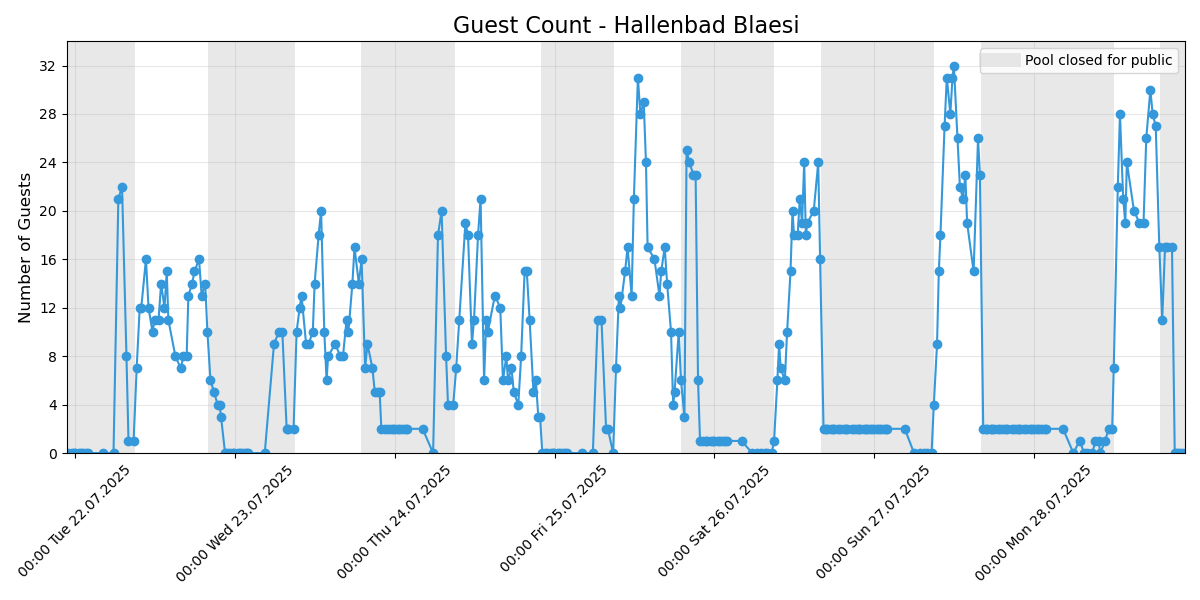 Guest Count - Hallenbad Blaesi
Pool closed for public
Number of Guests
32
28
24
20
16
12
8
4
0
00:00 Tue 22.07.2025
00:00 Wed 23.07.2025
00:00 Thu 24.07.2025
00:00 Fri 25.07.2025
00:00 Sat 26.07.2025
00:00 Sun 27.07.2025
00:00 Mon 28.07.2025